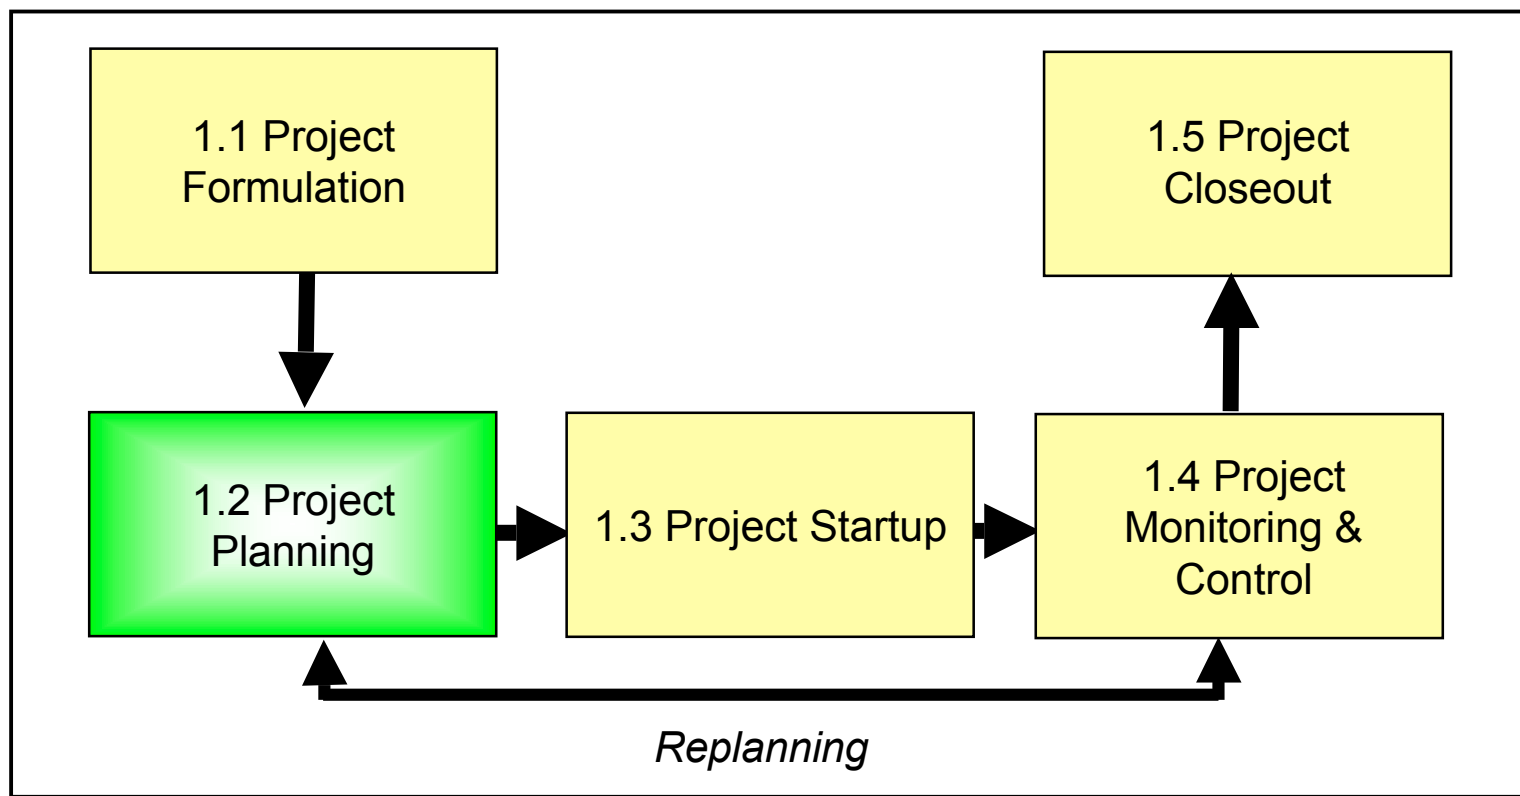 1.1 Project
Formulation
1.5 Project
Closeout
1.2 Project
Planning
1.3 Project Startup
1.4 Project
Monitoring &
Control
Replanning